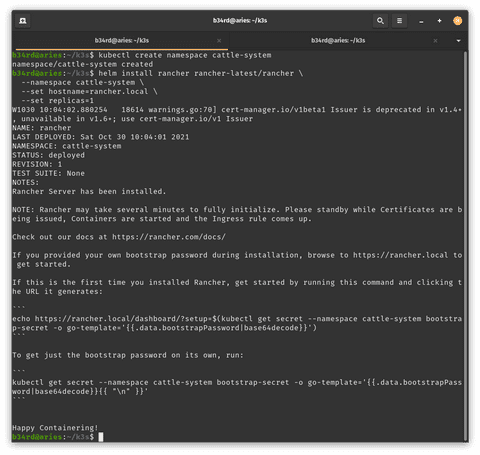 b34rd@aries:~/k3s
b34rd@aries:~/k3s
b34rd@aries:~/k3s
b34rd@aries:~/k3s$ kubectl create namespace cattle-system
namespace/cattle-system created
b34rd@aries:~/k3s$ helm install rancher rancher-latest/rancher \
  --namespace cattle-system \
  --set hostname=rancher.local \
  --set replicas=1
W1030 10:04:02.880254   18614 warnings.go:70] cert-manager.io/v1beta1 Issuer is deprecated in v1.4+
, unavailable in v1.6+; use cert-manager.io/v1 Issuer
NAME: rancher
LAST DEPLOYED: Sat Oct 30 10:04:01 2021
NAMESPACE: cattle-system
STATUS: deployed
REVISION: 1
TEST SUITE: None
NOTES:
Rancher Server has been installed.

NOTE: Rancher may take several minutes to fully initialize. Please standby while Certificates are b
eing issued, Containers are started and the Ingress rule comes up.

Check out our docs at https://rancher.com/docs/

If you provided your own bootstrap password during installation, browse to https://rancher.local to
 get started.

If this is the first time you installed Rancher, get started by running this command and clicking t
he URL it generates:

```
echo https://rancher.local/dashboard/?setup=$(kubectl get secret --namespace cattle-system bootstra
p-secret -o go-template='{{.data.bootstrapPassword|base64decode}}')
```

To get just the bootstrap password on its own, run:

```
kubectl get secret --namespace cattle-system bootstrap-secret -o go-template='{{.data.bootstrapPass
word|base64decode}}{{ "\n" }}'
```


Happy Containering!
b34rd@aries:~/k3s$